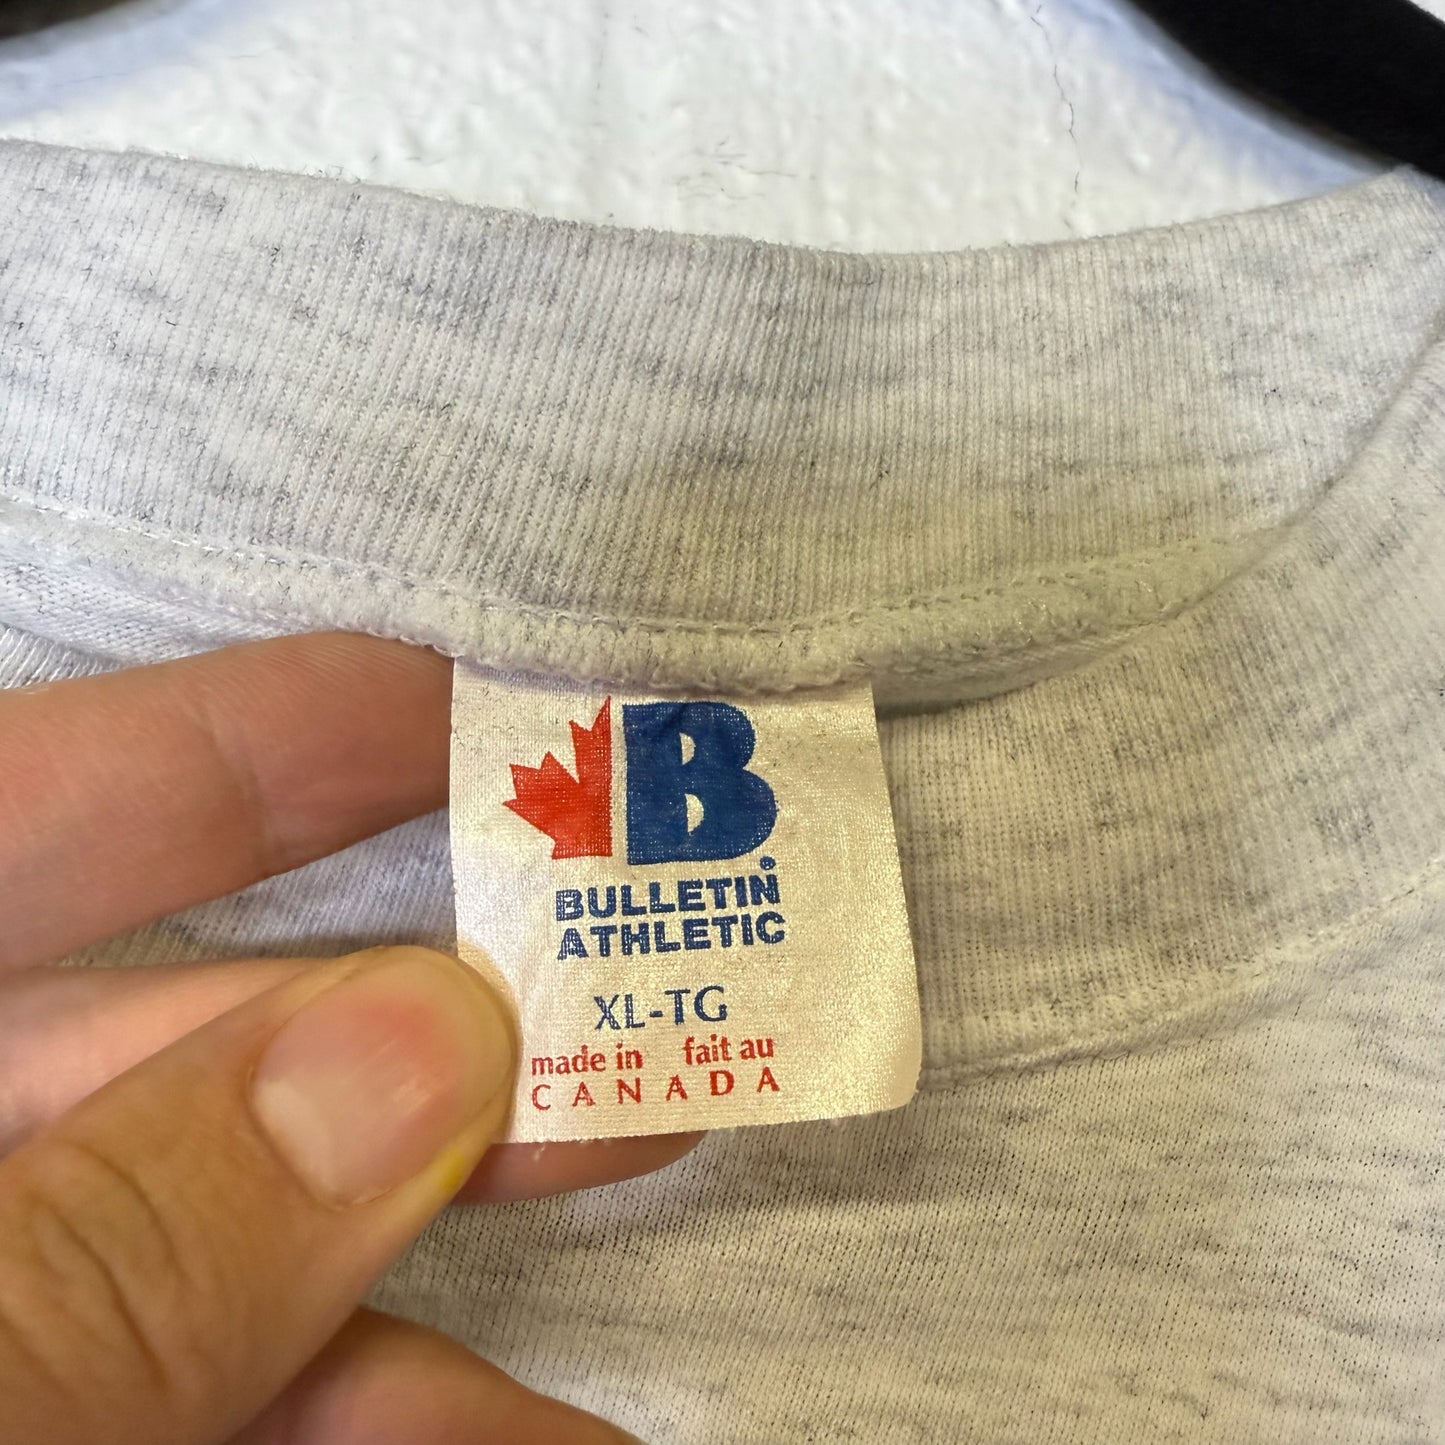 B
BULLETIN
ATHLETIC
XL-TG
made in fait au
CANADA